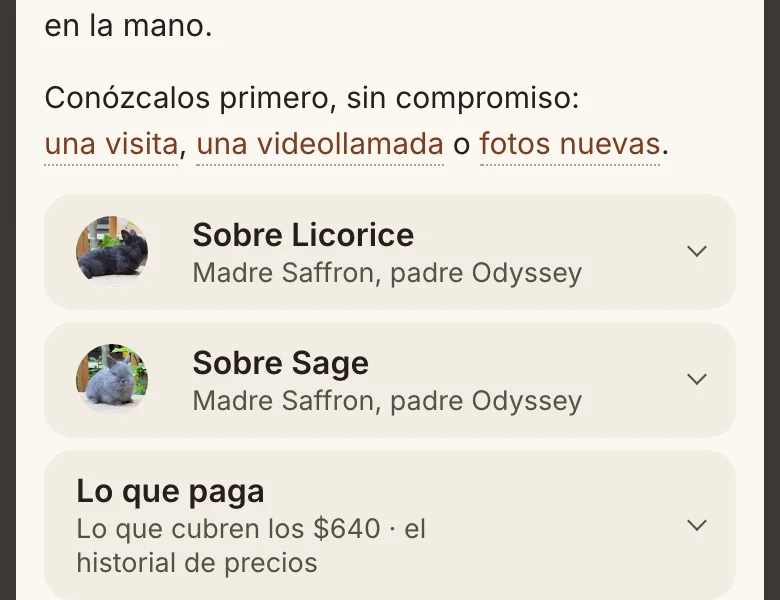 en la mano.
Conózcalos primero, sin compromiso:
una visita, una videollamada o fotos nuevas.
Sobre Licorice
Madre Saffron, padre Odyssey
Sobre Sage
Madre Saffron, padre Odyssey
Lo que paga
Lo que cubren los $640 · el
historial de precios